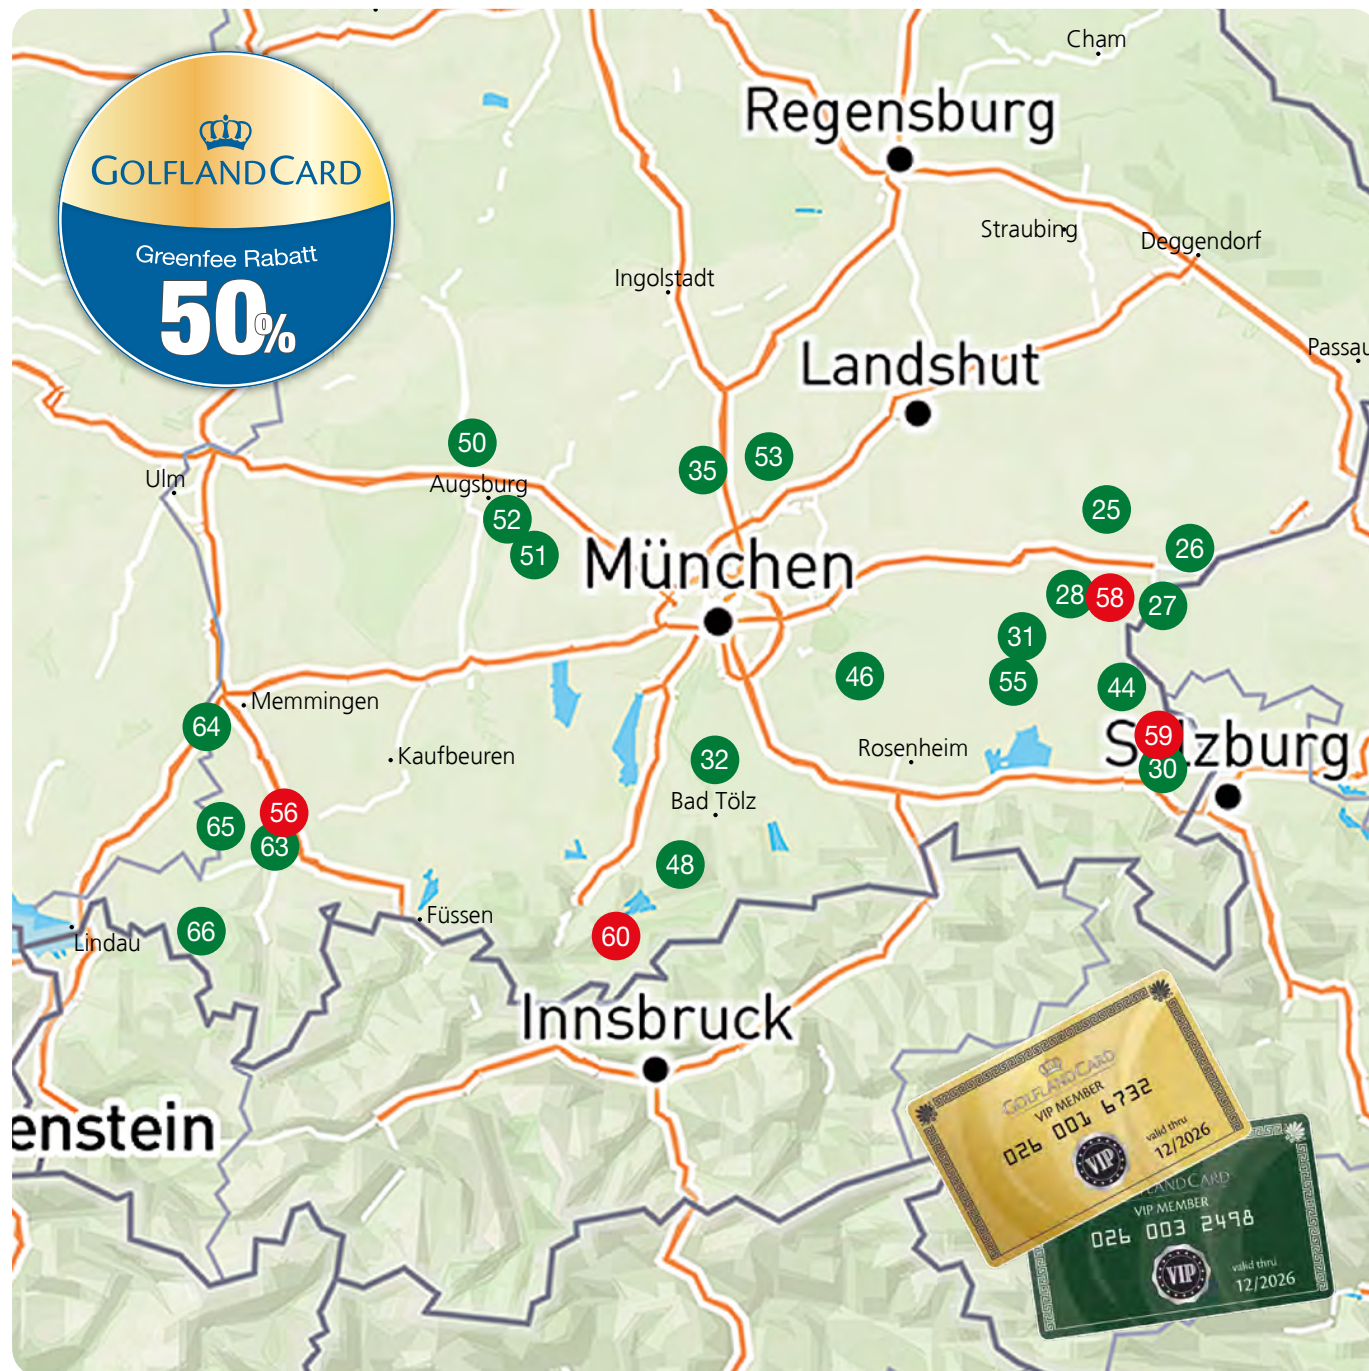 Cham
Regensburg
GOLFLANDCARD
Greenfee Rabatt
50%
Straubing
Deggendorf
Ingolstadt
Passau
Landshut
50
35
53
Ulm
Augsburg
52
51
25
26
München
28
58
27
31
46
55
44
Memmingen
64
Salzburg
59
30
Kaufbeuren
32
Rosenheim
Bad Tölz
56
65
63
48
Füssen
66
Lindau
60
Innsbruck
enstein
GOLFLANDCARD
VIP MEMBER
026 001 6732
valid thru
12/2026
VIP
LANDCARD
VIP MEMBER
026 003 2498
valid thru
12/2026
VIP